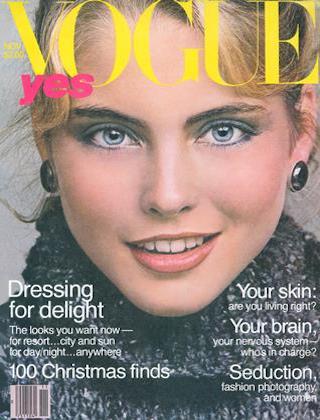 VOGUE
NOV
yes
Dressing
for delight
The looks you want now—
for resort...city and sun
for day/night...anywhere
100 Christmas finds
Your skin:
are you living right?
Your brain,
your nervous system—
who's in charge?
Seduction,
fashion photography,
and women